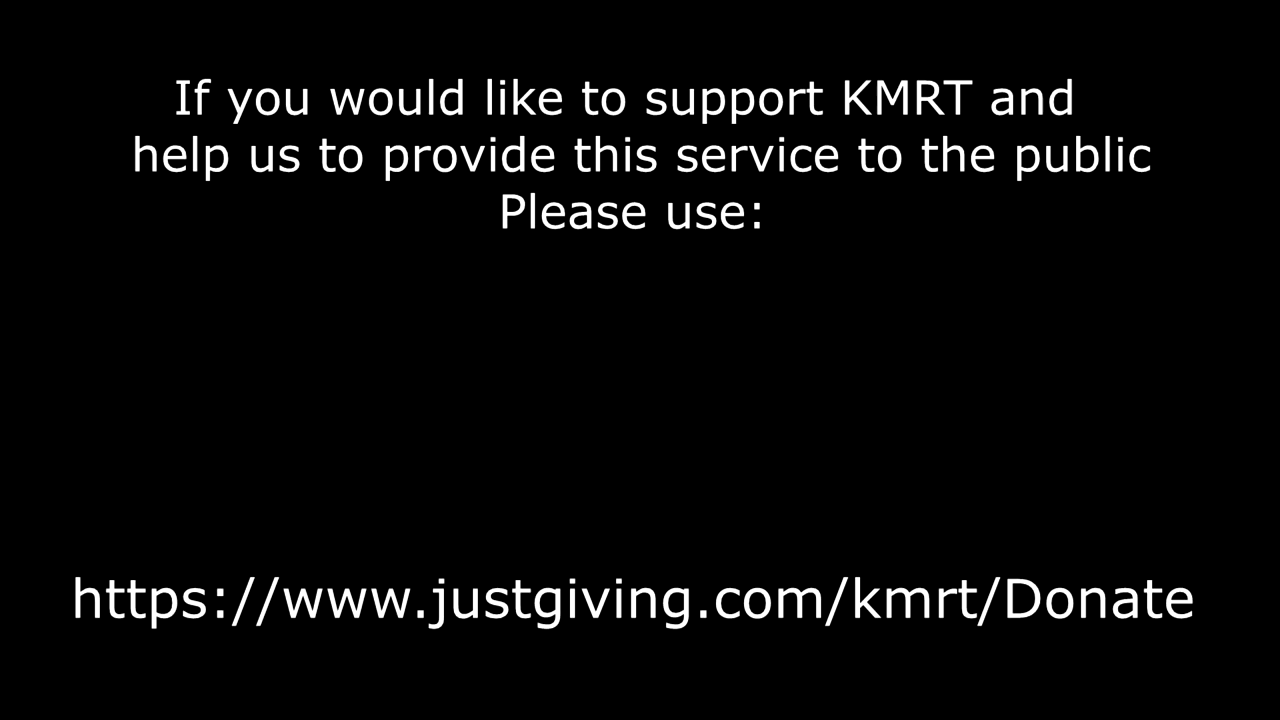 If you would like to support KMRT and
help us to provide this service to the public
Please use:
https://www.justgiving.com/kmrt/Donate